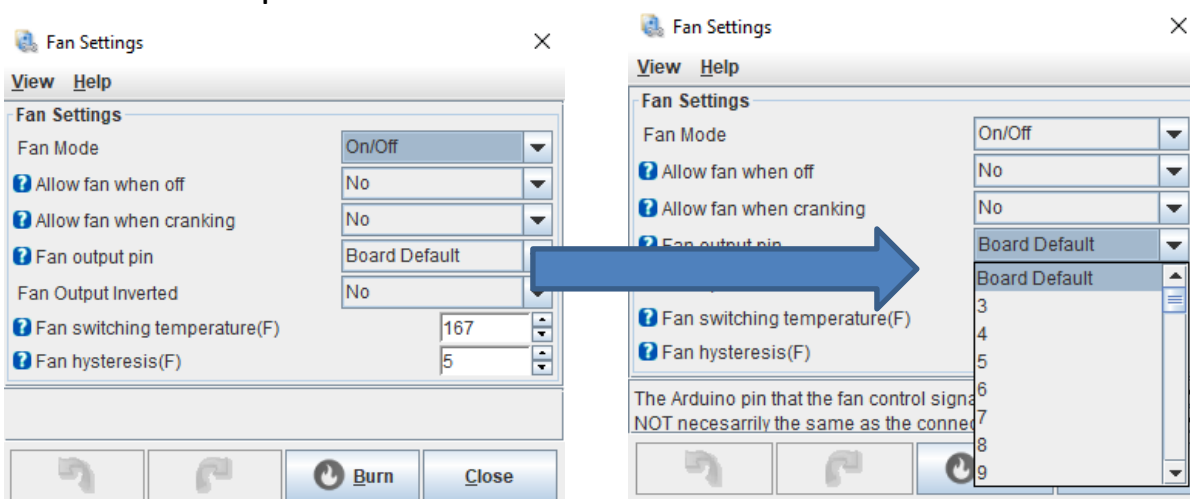 Fan Settings
View Help
Fan Settings
Fan Mode On/Off
Allow fan when off No
Allow fan when cranking No
Fan output pin Board Default
Fan Output Inverted No
Fan switching temperature(F) 167
Fan hysteresis(F) 5
Burn Close
Fan Settings
View Help
Fan Settings
Fan Mode On/Off
Allow fan when off No
Allow fan when cranking No
Fan output pin Board Default
Board Default
3
4
5
6
7
8
9
Fan switching temperature(F)
Fan hysteresis(F)
The Arduino pin that the fan control
NOT necesarrily the same as the